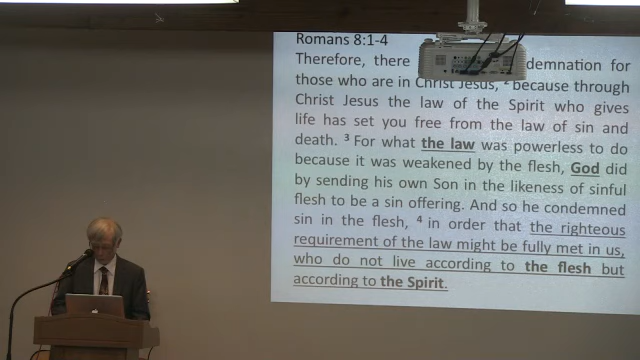 Romans 8:1-4
Therefore, there demnation for
those who are in Christ Jesus, ² because through
Christ Jesus the law of the Spirit who gives
life has set you free from the law of sin and
death. ³ For what the law was powerless to do
because it was weakened by the flesh, God did
by sending his own Son in the likeness of sinful
flesh to be a sin offering. And so he condemned
sin in the flesh, ⁴ in order that the righteous
requirement of the law might be fully met in us,
who do not live according to the flesh but
according to the Spirit.